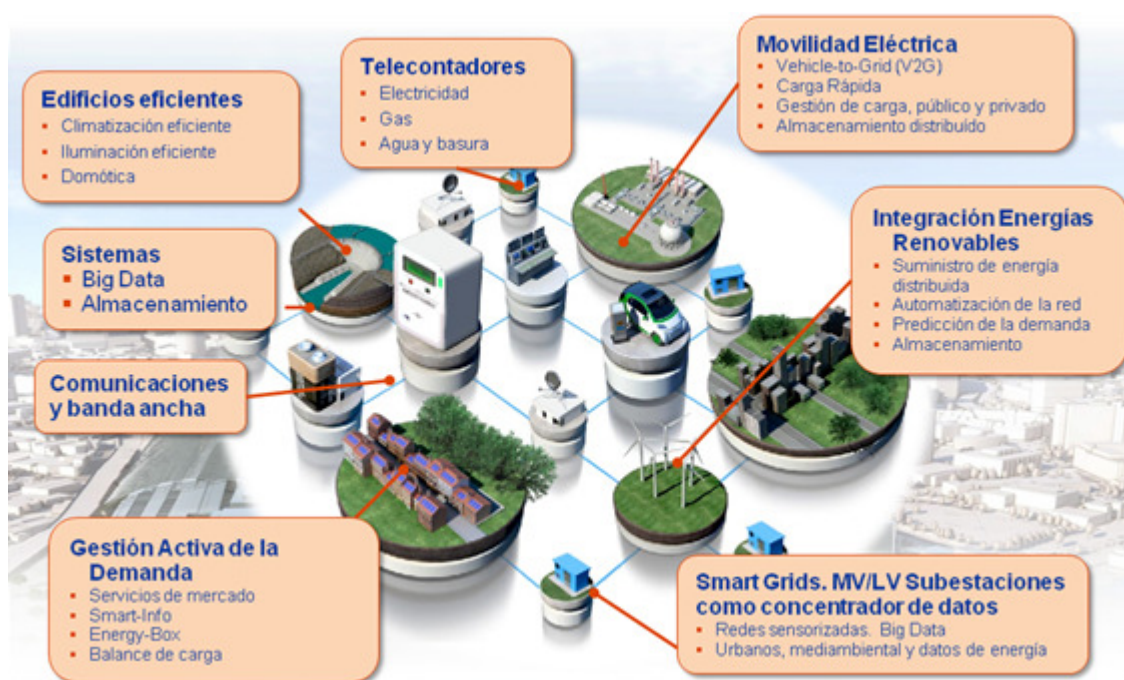 Edificios eficientes
▪ Climatización eficiente
▪ Iluminación eficiente
▪ Domótica
Telecontadores
▪ Electricidad
▪ Gas
▪ Agua y basura
Movilidad Eléctrica
▪ Vehicle-to-Grid (V2G)
▪ Carga Rápida
▪ Gestión de carga, público y privado
▪ Almacenamiento distribuído
Sistemas
▪ Big Data
▪ Almacenamiento
Integración Energías
Renovables
▪ Suministro de energía
distribuida
▪ Automatización de la red
▪ Predicción de la demanda
▪ Almacenamiento
Comunicaciones
y banda ancha
Gestión Activa de la
Demanda
▪ Servicios de mercado
▪ Smart-Info
▪ Energy-Box
▪ Balance de carga
Smart Grids. MV/LV Subestaciones
como concentrador de datos
▪ Redes sensorizadas. Big Data
▪ Urbanos, mediambiental y datos de energía